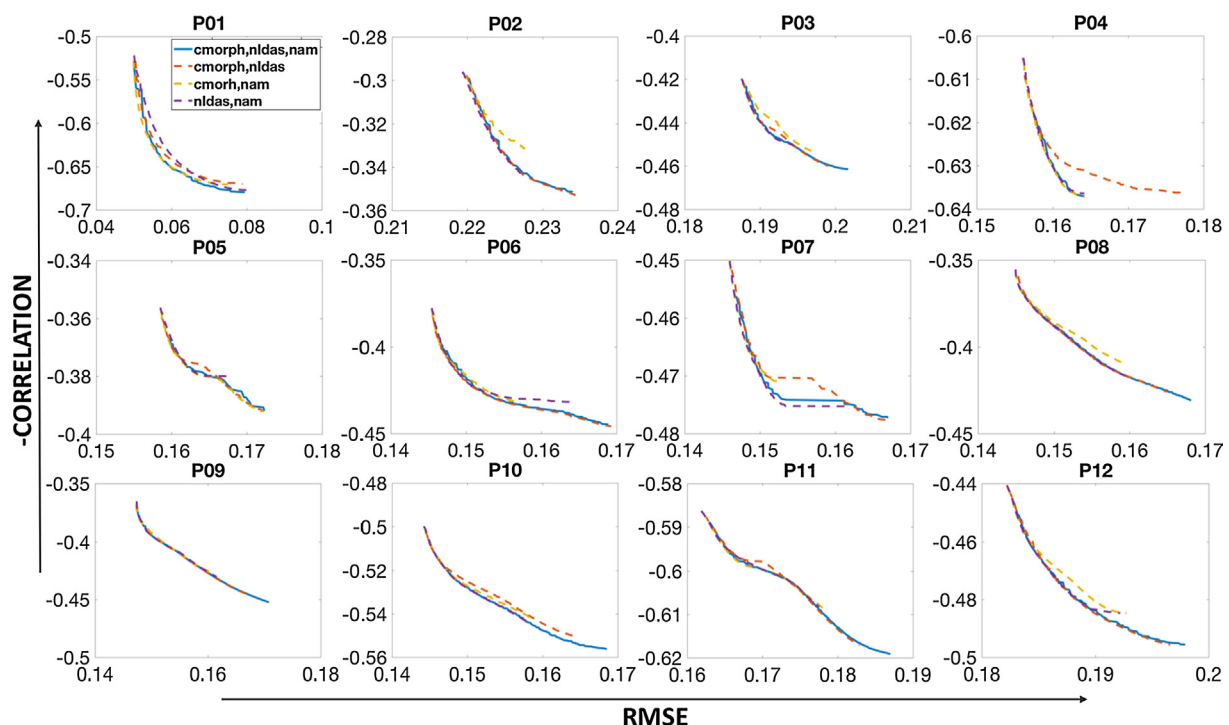 P01 P02 P03 P04
-0.5 -0.28 -0.4 -0.6
cmorph,nldas,nam
cmorph,nldas
cmorh,nam
nldas,nam
-0.55 -0.3 -0.42 -0.61
-0.6 -0.32 -0.44 -0.62
-0.65 -0.34 -0.46 -0.63
-0.7 -0.36 -0.48 -0.64
0.04 0.06 0.08 0.1 0.21 0.22 0.23 0.24 0.18 0.19 0.2 0.21 0.15 0.16 0.17 0.18
P05 P06 P07 P08
-0.34 -0.35 -0.45 -0.35
-0.36 -0.46
-0.4 -0.4
-0.38 -0.47
-0.4 -0.45 -0.48 -0.45
0.15 0.16 0.17 0.18 0.14 0.15 0.16 0.17 0.14 0.15 0.16 0.17 0.14 0.15 0.16 0.17
P09 P10 P11 P12
-0.35 -0.48 -0.58 -0.44
-0.4 -0.5 -0.59 -0.46
-0.52 -0.6
-0.45 -0.54 -0.61 -0.48
-0.5 -0.56 -0.62 -0.5
0.14 0.16 0.18 0.14 0.15 0.16 0.17 0.16 0.17 0.18 0.19 0.18 0.19 0.2
-CORRELATION
RMSE